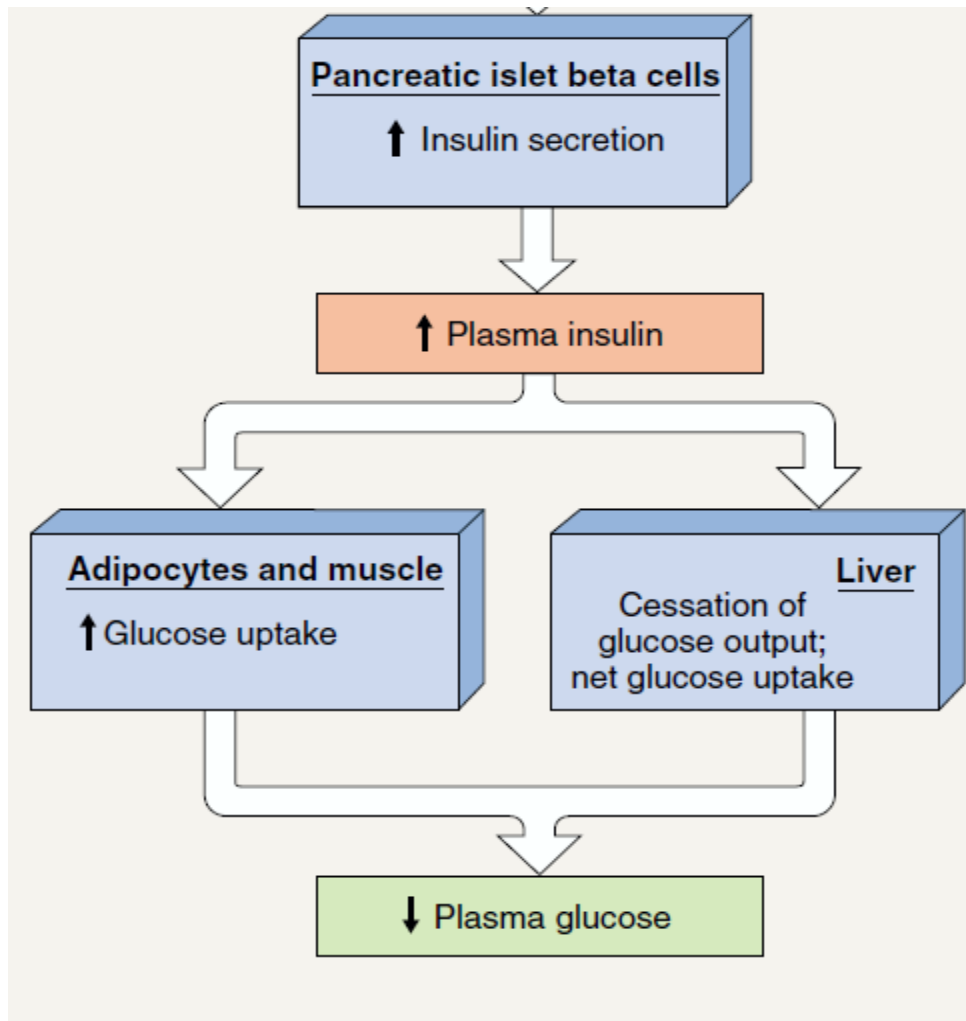 Pancreatic islet beta cells
↑ Insulin secretion
↑ Plasma insulin
Adipocytes and muscle
↑ Glucose uptake
Liver
Cessation of
glucose output;
net glucose uptake
↓ Plasma glucose